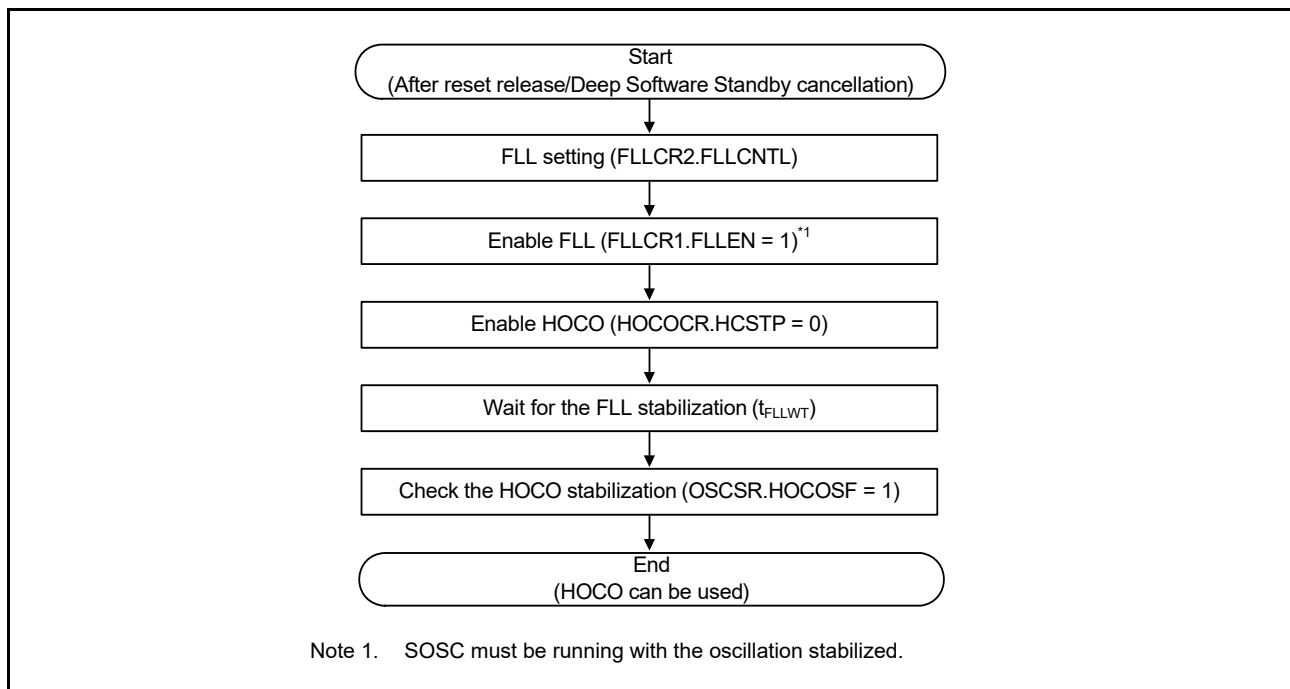 Start
(After reset release/Deep Software Standby cancellation)
FLL setting (FLLCR2.FLLCNTL)
Enable FLL (FLLCR1.FLLEN = 1)*1
Enable HOCO (HOCOCR.HCSTP = 0)
Wait for the FLL stabilization (tFLLWT)
Check the HOCO stabilization (OSCSR.HOCOSF = 1)
End
(HOCO can be used)
Note 1. SOSC must be running with the oscillation stabilized.